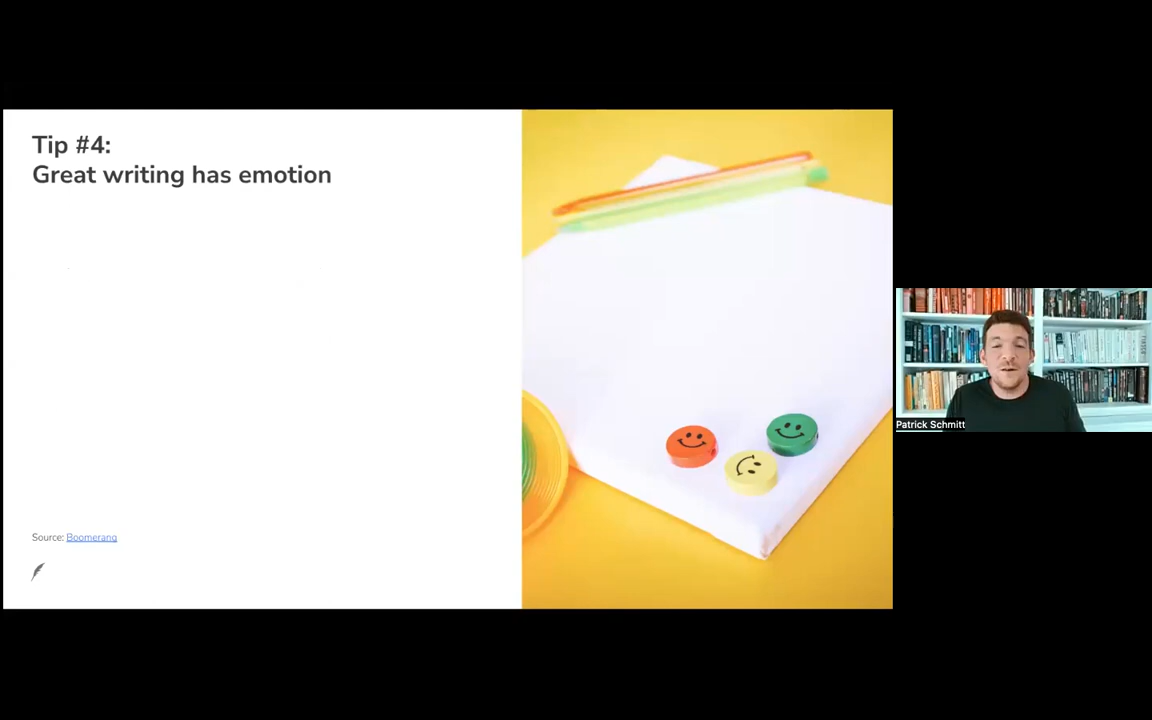 Tip #4:
Great writing has emotion
Source: Boomerang
Patrick Schmitt